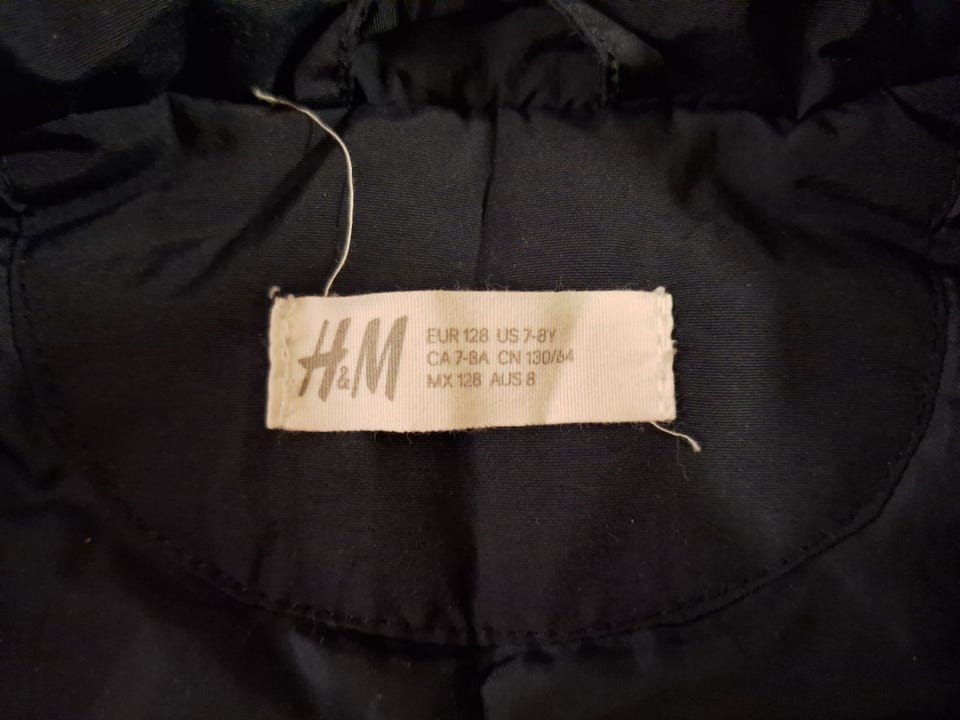 H&M
EUR 128 US 7-8Y
CA 7-8A CN 130/64
MX 128 AUS 8